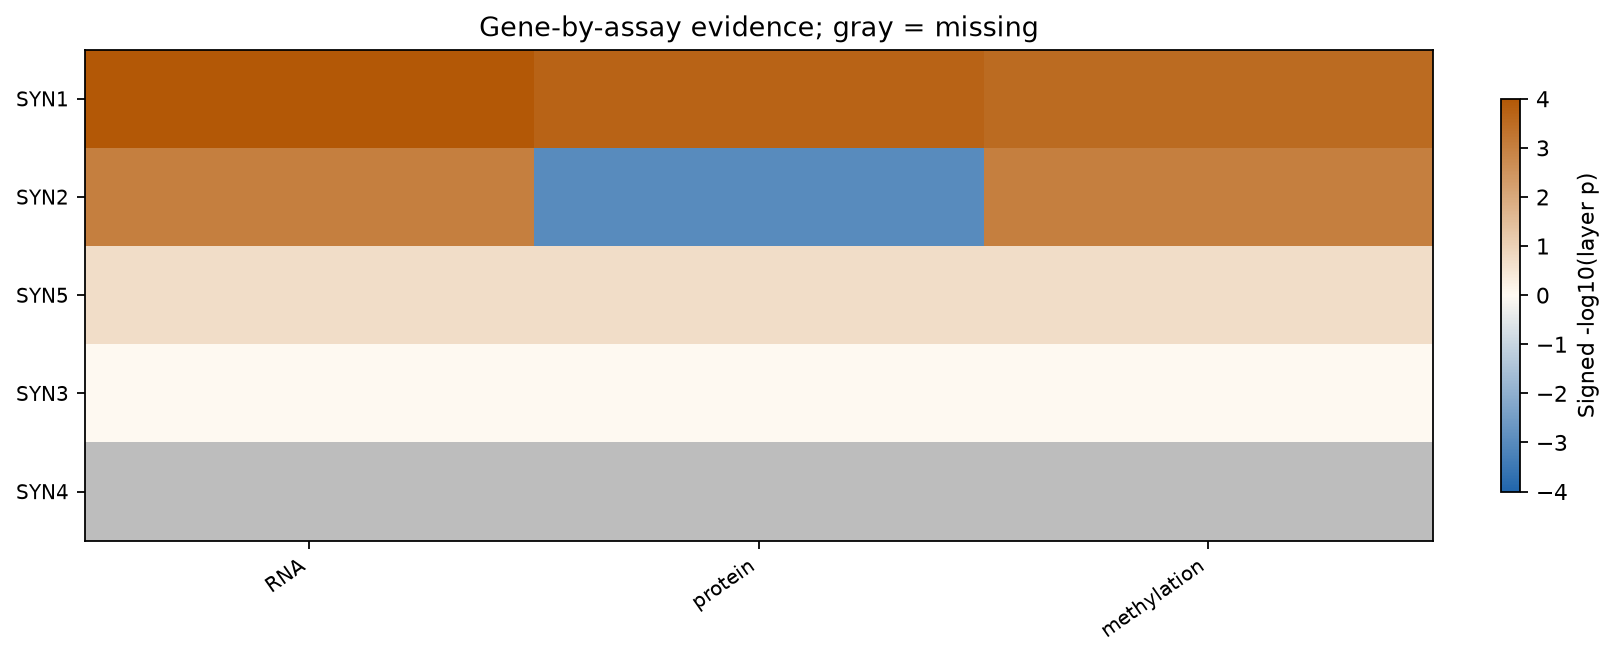 Gene-by-assay evidence; gray = missing
SYN1
SYN2
SYN5
SYN3
SYN4
RNA
protein
methylation
4
3
2
1
0
−1
−2
−3
−4
Signed -log10(layer p)